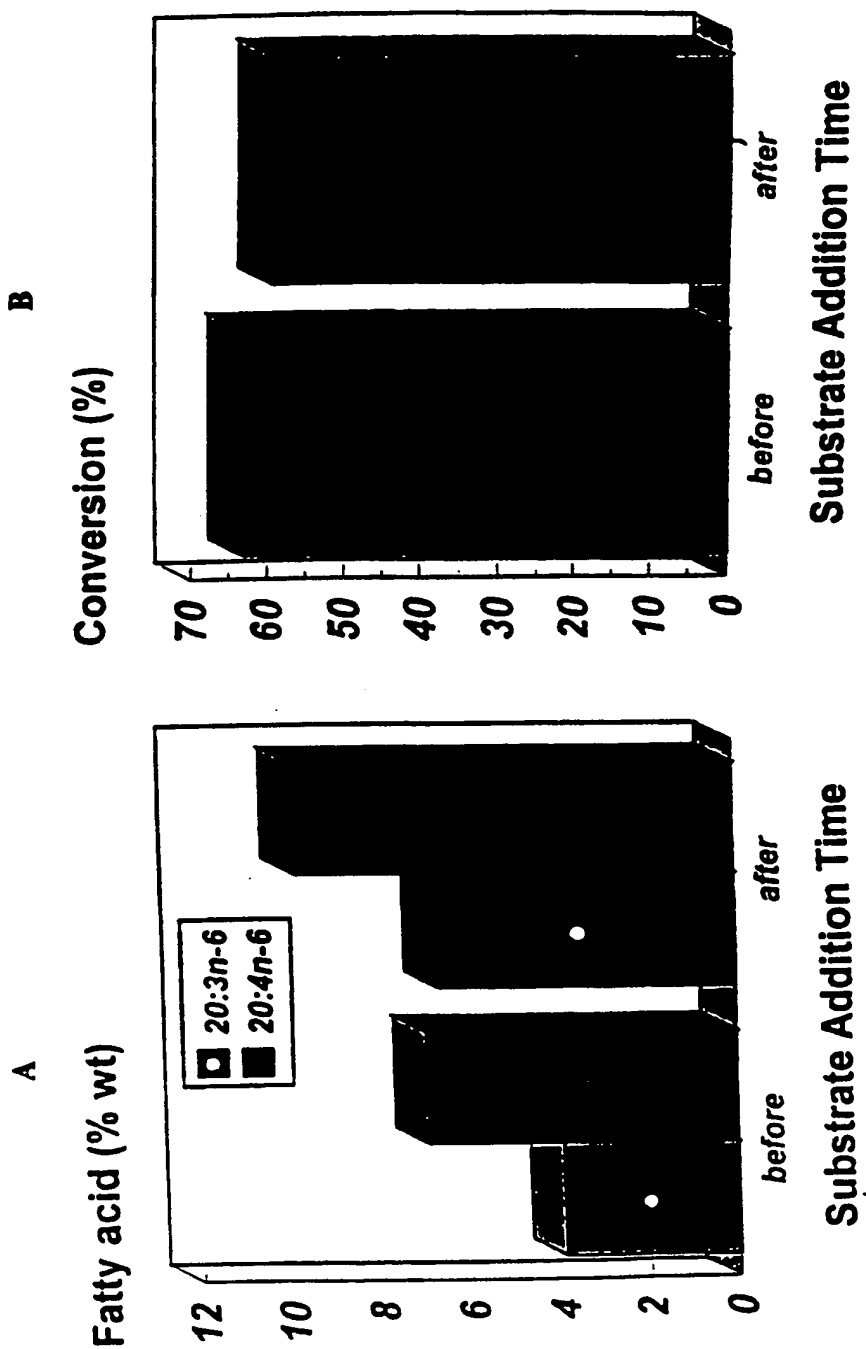 A
Fatty acid (% wt)
12
10
8
6
4
2
0
20:3n-6
20:4n-6
before
after
Substrate Addition Time
B
Conversion (%)
70
60
50
40
30
20
10
0
before
after
Substrate Addition Time